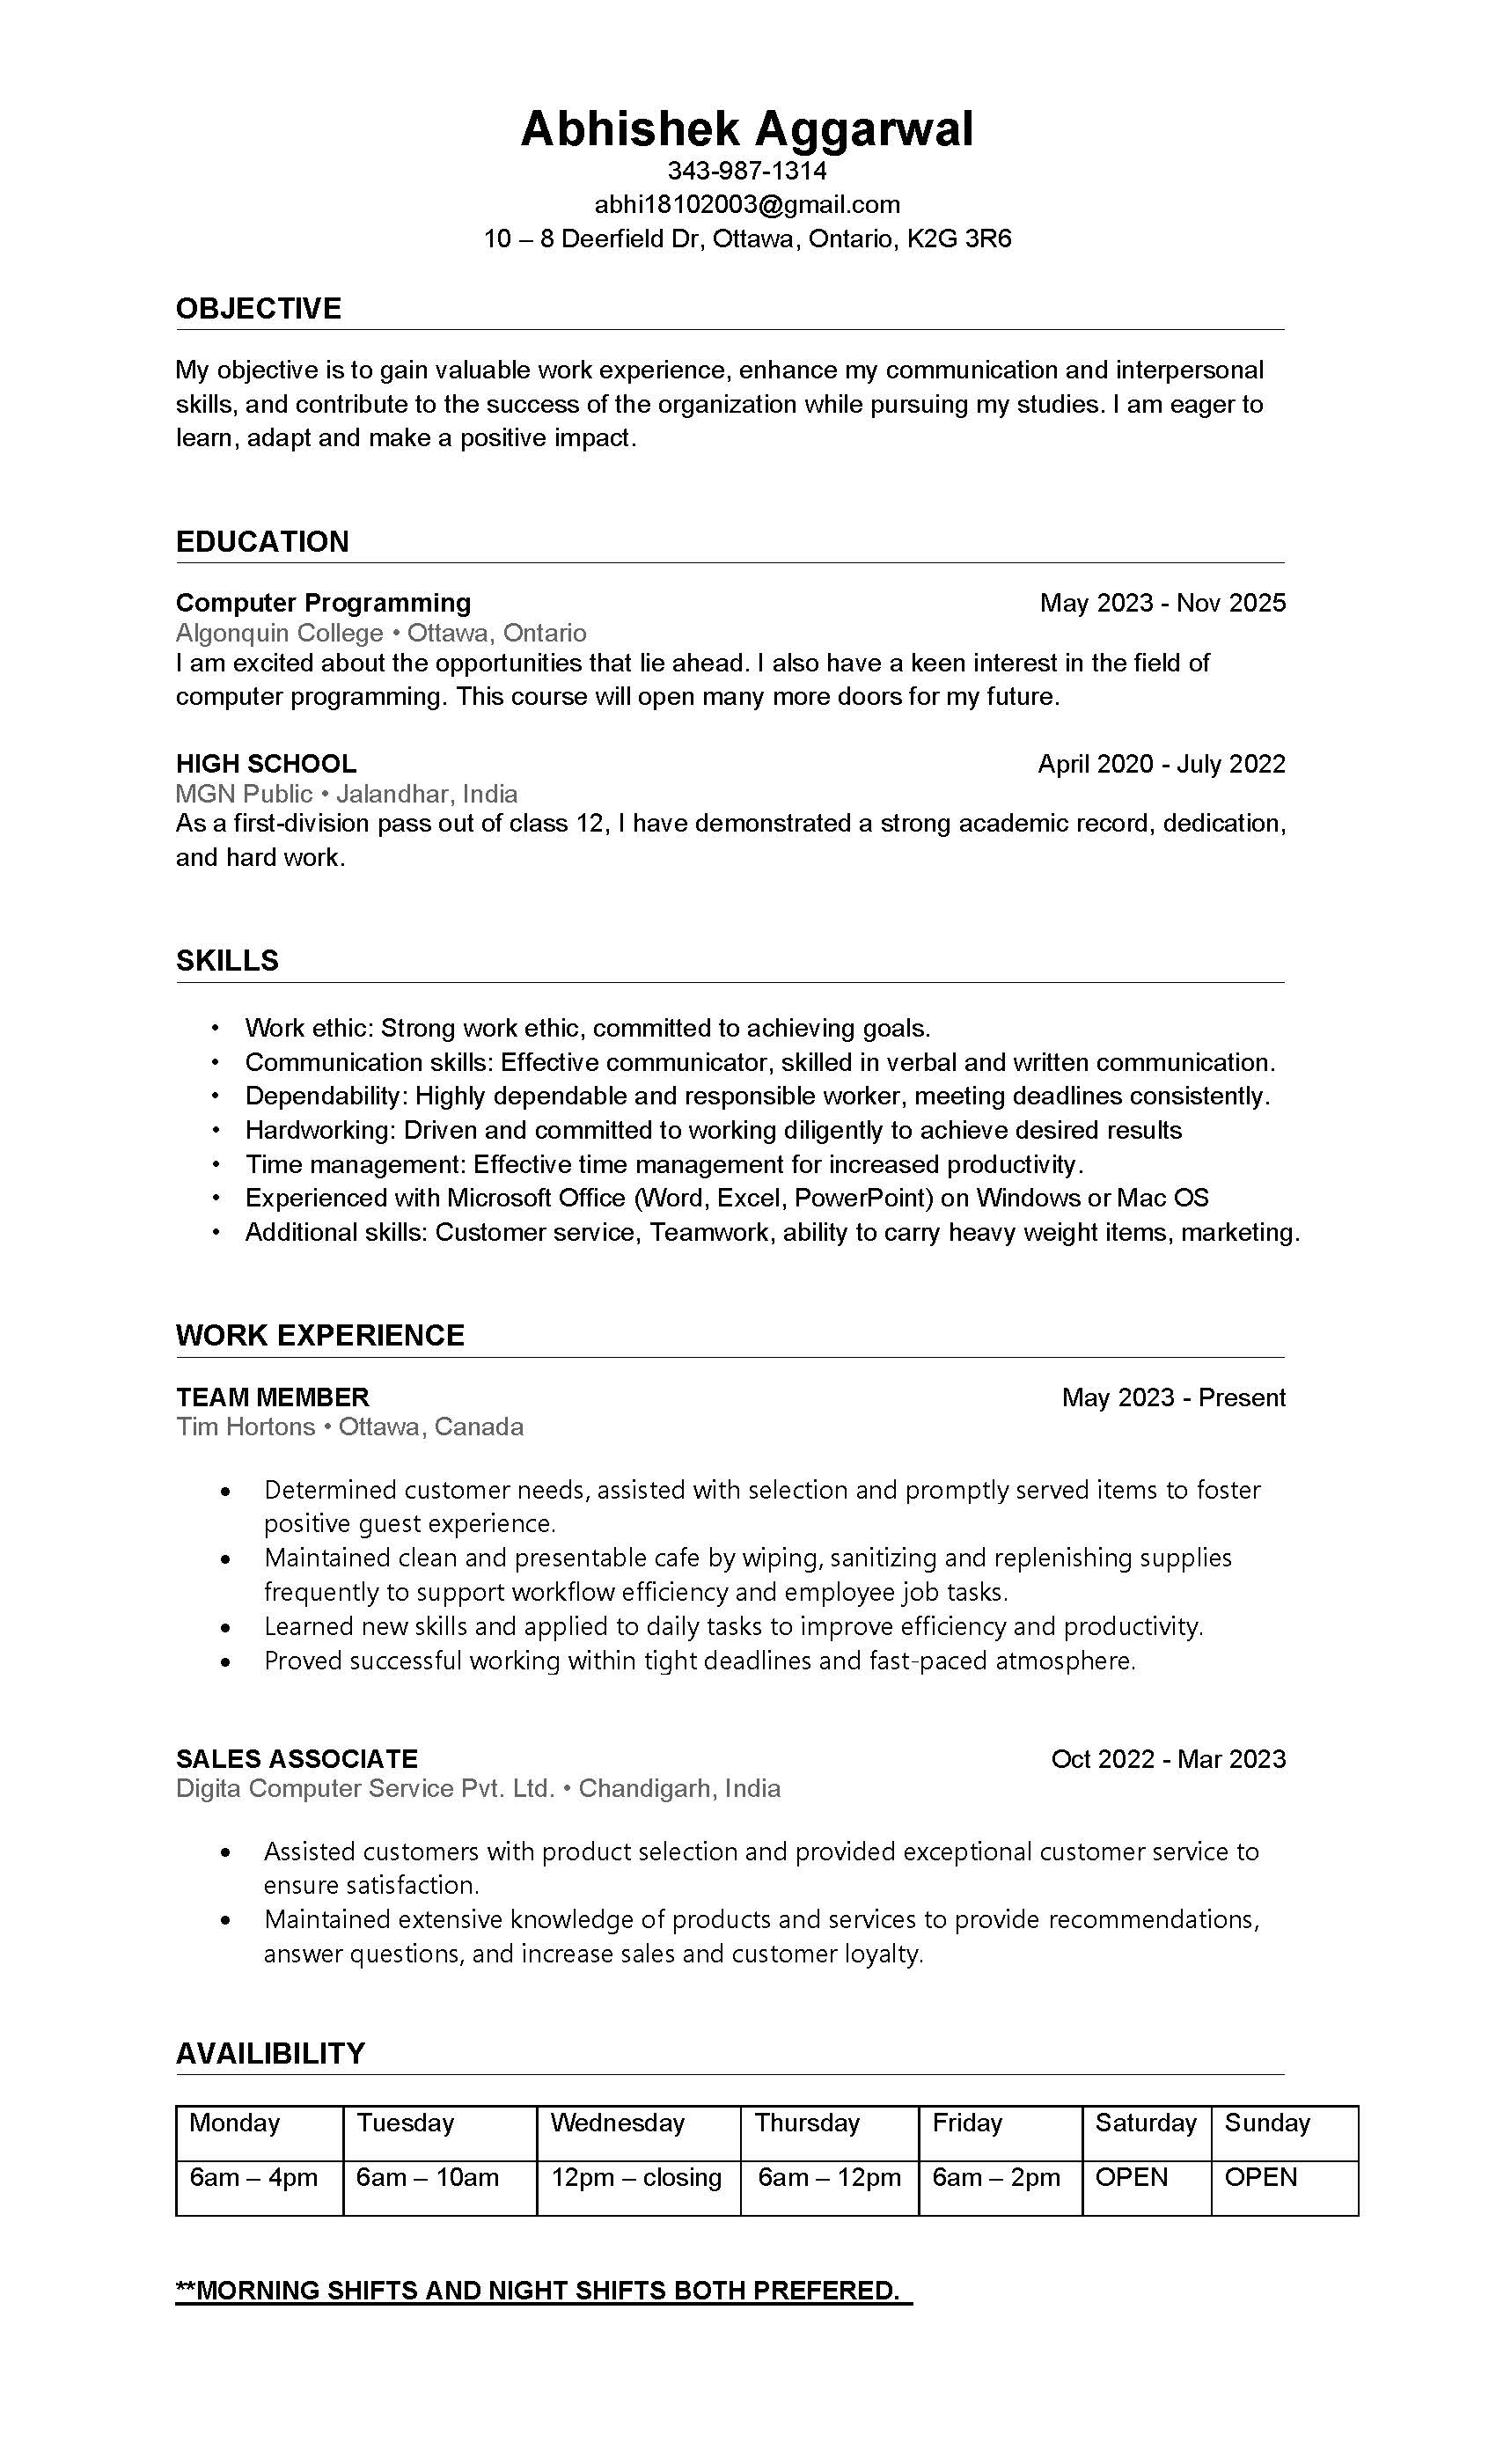 Abhishek Aggarwal
343-987-1314
abhi18102003@gmail.com
10 – 8 Deerfield Dr, Ottawa, Ontario, K2G 3R6
OBJECTIVE
My objective is to gain valuable work experience, enhance my communication and interpersonal
skills, and contribute to the success of the organization while pursuing my studies. I am eager to
learn, adapt and make a positive impact.
EDUCATION
Computer Programming May 2023 - Nov 2025
Algonquin College • Ottawa, Ontario
I am excited about the opportunities that lie ahead. I also have a keen interest in the field of
computer programming. This course will open many more doors for my future.
HIGH SCHOOL April 2020 - July 2022
MGN Public • Jalandhar, India
As a first-division pass out of class 12, I have demonstrated a strong academic record, dedication,
and hard work.
SKILLS
• Work ethic: Strong work ethic, committed to achieving goals.
• Communication skills: Effective communicator, skilled in verbal and written communication.
• Dependability: Highly dependable and responsible worker, meeting deadlines consistently.
• Hardworking: Driven and committed to working diligently to achieve desired results
• Time management: Effective time management for increased productivity.
• Experienced with Microsoft Office (Word, Excel, PowerPoint) on Windows or Mac OS
• Additional skills: Customer service, Teamwork, ability to carry heavy weight items, marketing.
WORK EXPERIENCE
TEAM MEMBER May 2023 - Present
Tim Hortons • Ottawa, Canada
• Determined customer needs, assisted with selection and promptly served items to foster
positive guest experience.
• Maintained clean and presentable cafe by wiping, sanitizing and replenishing supplies
frequently to support workflow efficiency and employee job tasks.
• Learned new skills and applied to daily tasks to improve efficiency and productivity.
• Proved successful working within tight deadlines and fast-paced atmosphere.
SALES ASSOCIATE Oct 2022 - Mar 2023
Digita Computer Service Pvt. Ltd. • Chandigarh, India
• Assisted customers with product selection and provided exceptional customer service to
ensure satisfaction.
• Maintained extensive knowledge of products and services to provide recommendations,
answer questions, and increase sales and customer loyalty.
AVAILIBILITY
Monday Tuesday Wednesday Thursday Friday Saturday Sunday
6am – 4pm 6am – 10am 12pm – closing 6am – 12pm 6am – 2pm OPEN OPEN
**MORNING SHIFTS AND NIGHT SHIFTS BOTH PREFERED.